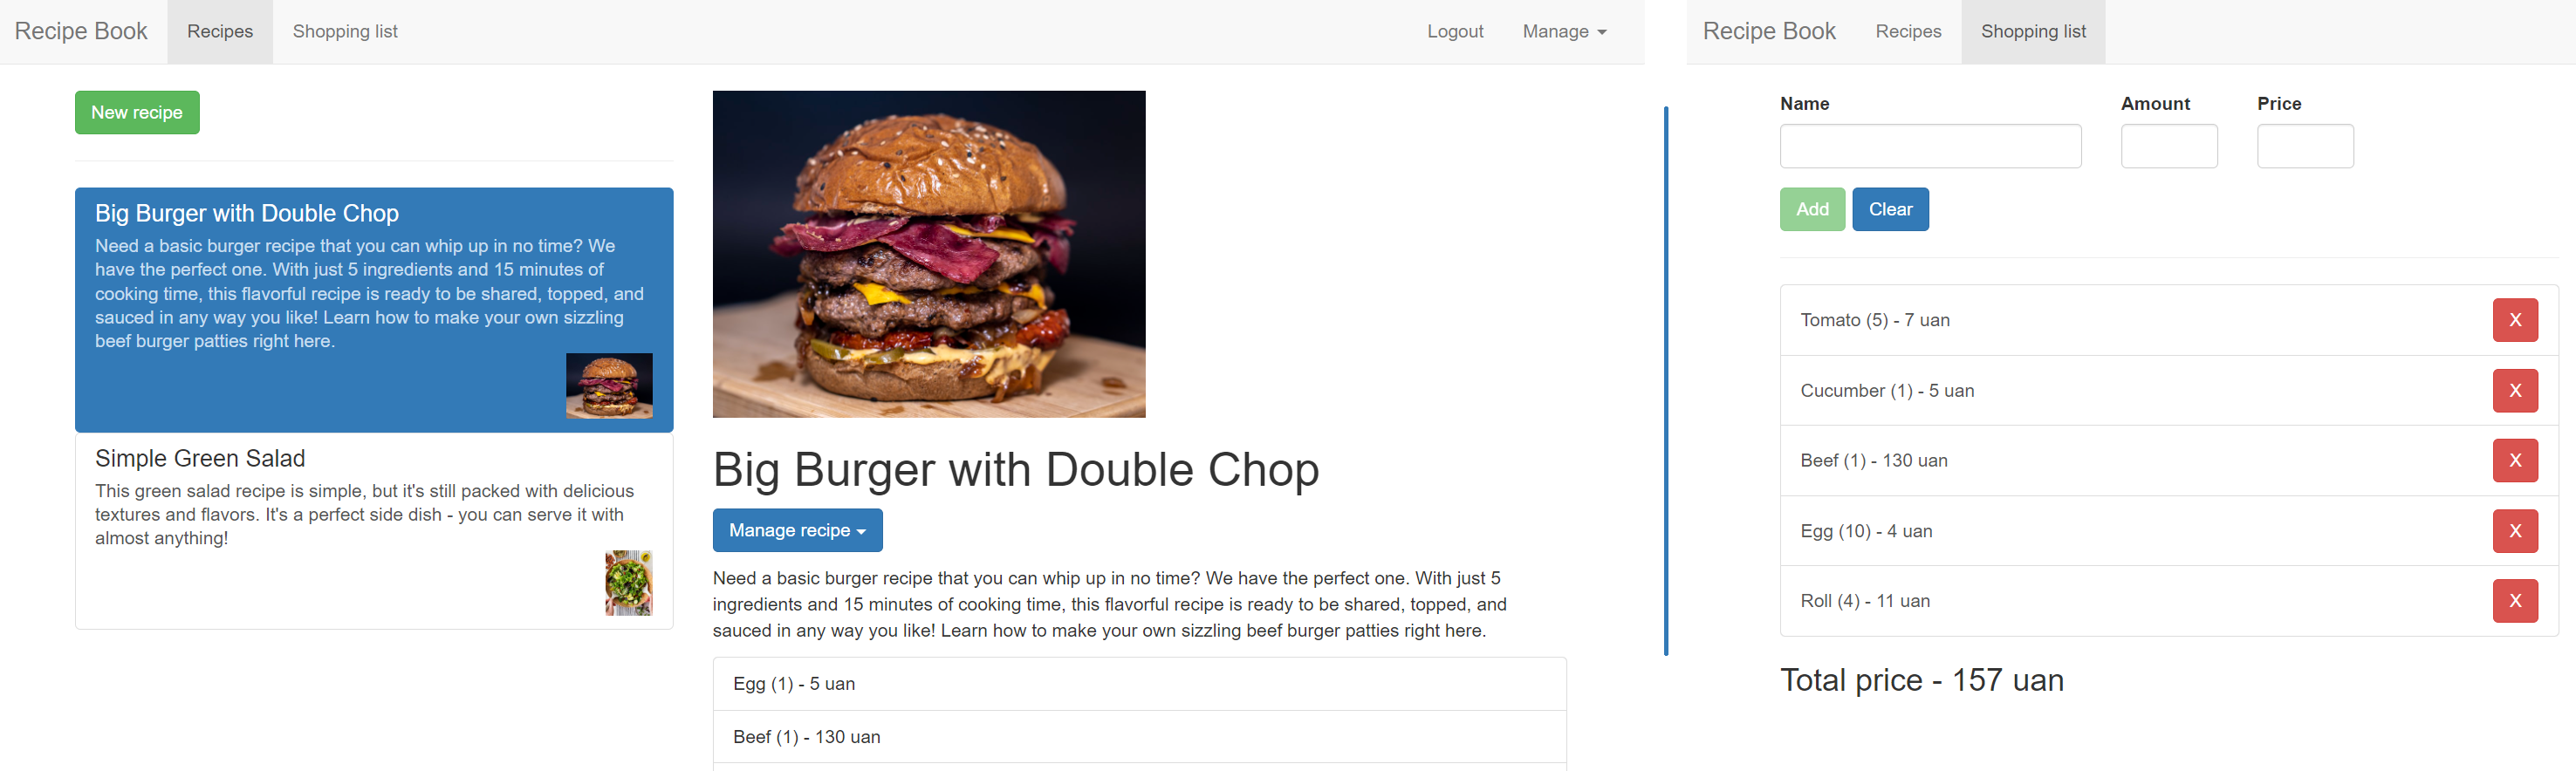 Recipe Book Recipes Shopping list Logout Manage
New recipe
Big Burger with Double Chop
Need a basic burger recipe that you can whip up in no time? We
have the perfect one. With just 5 ingredients and 15 minutes of
cooking time, this flavorful recipe is ready to be shared, topped, and
sauced in any way you like! Learn how to make your own sizzling
beef burger patties right here.
Simple Green Salad
This green salad recipe is simple, but it's still packed with delicious
textures and flavors. It's a perfect side dish - you can serve it with
almost anything!
Big Burger with Double Chop
Manage recipe
Need a basic burger recipe that you can whip up in no time? We have the perfect one. With just 5
ingredients and 15 minutes of cooking time, this flavorful recipe is ready to be shared, topped, and
sauced in any way you like! Learn how to make your own sizzling beef burger patties right here.
Egg (1) - 5 uan
Beef (1) - 130 uan
Recipe Book Recipes Shopping list
Name Amount Price
Add Clear
Tomato (5) - 7 uan X
Cucumber (1) - 5 uan X
Beef (1) - 130 uan X
Egg (10) - 4 uan X
Roll (4) - 11 uan X
Total price - 157 uan